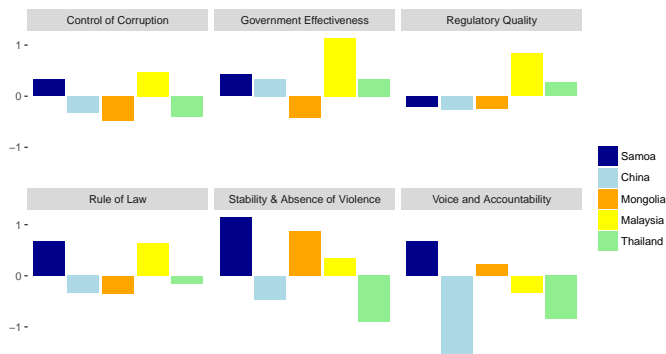 Control of Corruption
Government Effectiveness
Regulatory Quality
1
0
−1
Rule of Law
Stability & Absence of Violence
Voice and Accountability
1
0
−1
Samoa
China
Mongolia
Malaysia
Thailand